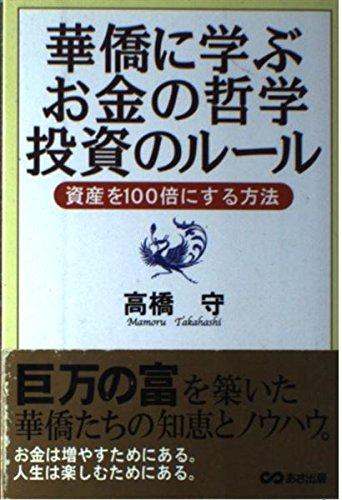 華僑に学ぶ
お金の哲学
投資のルール
資産を100倍にする方法
高橋 守
Mamoru Takahashi
巨万の富を築いた
華僑たちの知恵とノウハウ。
お金は増やすためにある。
人生は楽しむためにある。
あさ出版